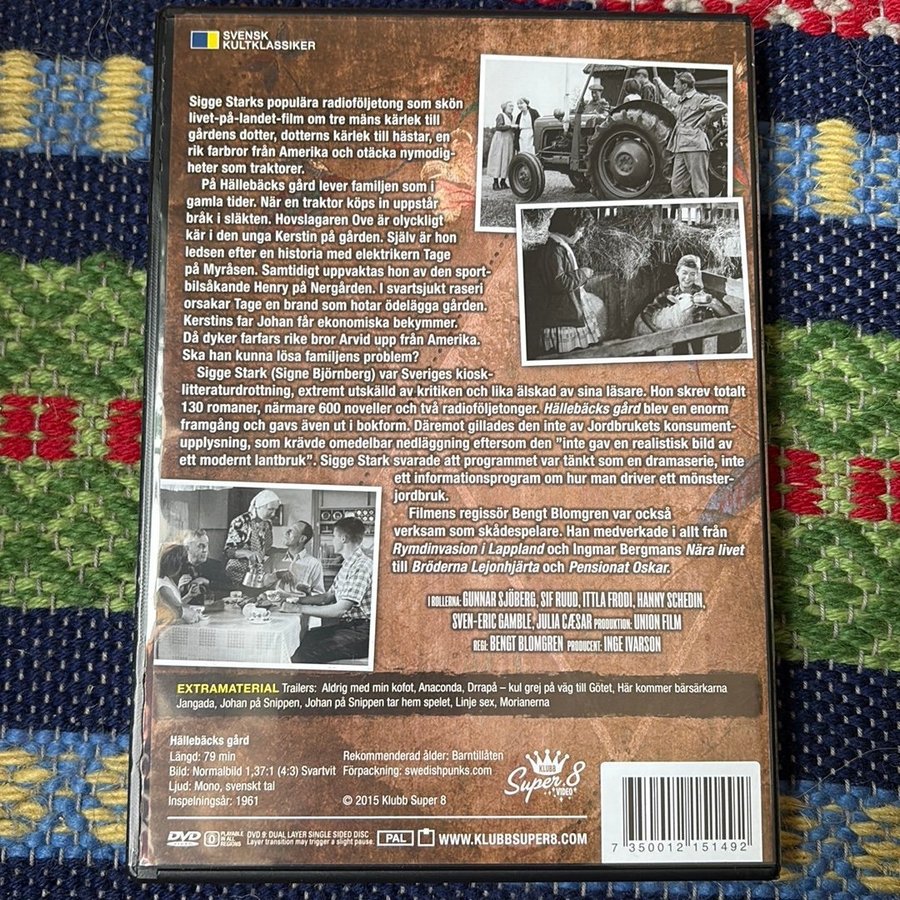 SVENSK
KULTKLASSIKER
Sigge Starks populära radioföljetong som skön
livet-på-landet-film om tre mäns kärlek till
gårdens dotter, dotterns kärlek till hästar, en
rik farbror från Amerika och otäcka nymodig-
heter som traktorer.
På Hällebäcks gård lever familjen som i
gamla tider. När en traktor köps in uppstår
bråk i släkten. Hovslagaren Ove är olyckligt
kär i den unga Kerstin på gården. Själv är hon
ledsen efter en historia med elektrikern Tage
på Myråsen. Samtidigt uppvaktas hon av den sport-
bilsåkande Henry på Nergården. I svartsjukt raseri
orsakar Tage en brand som hotar ödelägga gården.
Kerstins far Johan får ekonomiska bekymmer.
Då dyker farfars rike bror Arvid upp från Amerika.
Ska han kunna lösa familjens problem?
Sigge Stark (Signe Björnberg) var Sveriges kiosk-
litteraturdrottning, extremt utskälld av kritiken och lika älskad av sina läsare. Hon skrev totalt
130 romaner, närmare 600 noveller och två radioföljetonger. Hällebäcks gård blev en enorm
framgång och gavs även ut i bokform. Däremot gillades den inte av Jordbrukets konsument-
upplysning, som krävde omedelbar nedläggning eftersom den ”inte gav en realistisk bild av
ett modernt lantbruk”. Sigge Stark svarade att programmet var tänkt som en dramaserie, inte
ett informationsprogram om hur man driver ett mönster-
jordbruk.
Filmens regissör Bengt Blomgren var också
verksam som skådespelare. Han medverkade i allt från
Rymdinvasion i Lappland och Ingmar Bergmans Nära livet
till Bröderna Lejonhjärta och Pensionat Oskar.
I ROLLERNA: GUNNAR SJÖBERG, SIF RUUD, ITTLA FRODI, HANNY SCHEDIN,
SVEN-ERIC GAMBLE, JULIA CÆSAR PRODUKTION: UNION FILM
REGI: BENGT BLOMGREN PRODUCENT: INGE IVARSON
EXTRAMATERIAL Trailers: Aldrig med min kofot, Anaconda, Drrapå – kul grej på väg till Götet, Här kommer bärsärkarna
Jangada, Johan på Snippen, Johan på Snippen tar hem spelet, Linje sex, Morianerna
Hällebäcks gård
Längd: 79 min
Bild: Normalbild 1,37:1 (4:3) Svartvit
Ljud: Mono, svenskt tal
Inspelningsår: 1961
Rekommenderad ålder: Barntillåten
Förpackning: swedishpunks.com
© 2015 Klubb Super 8
KLUBB
Super 8
VIDEO
DVD
VIDEO
0
PLAYABLE
IN ALL
REGIONS
DVD 9: DUAL LAYER SINGLE SIDED DISC
Layer transition may trigger a slight pause.
PAL
WWW.KLUBBSUPER8.COM
7 350012 151492